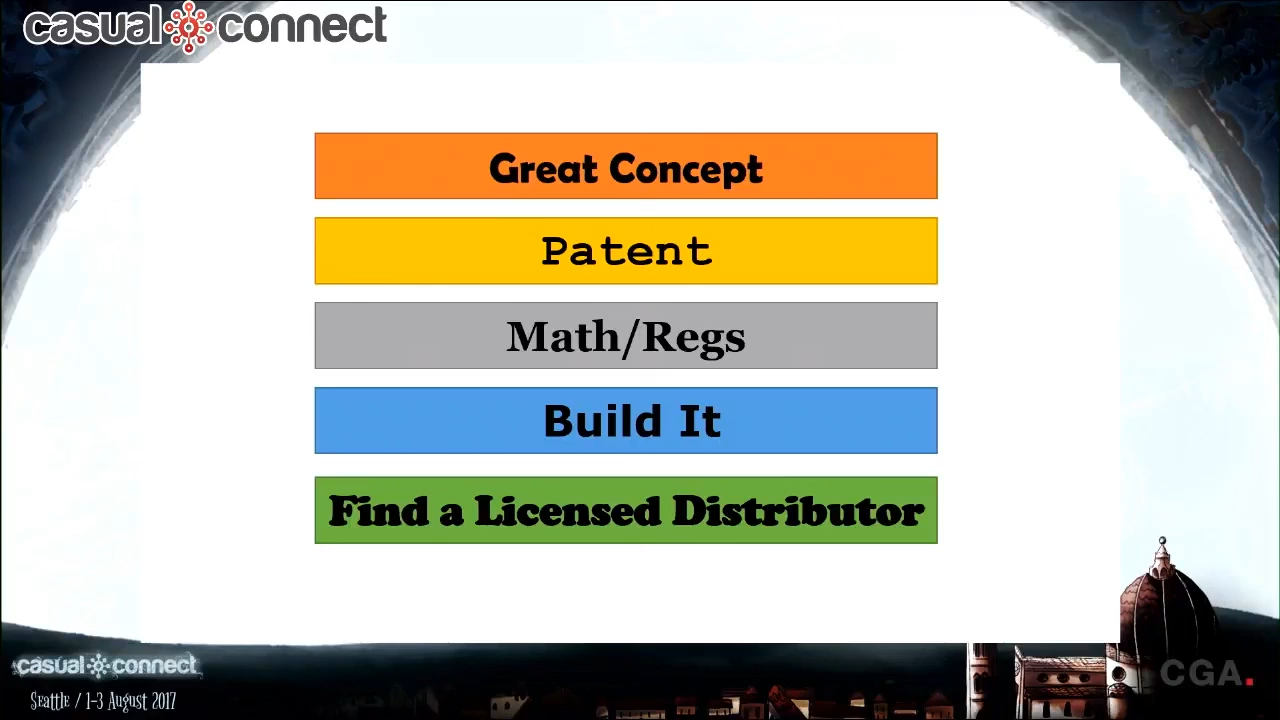 casual connect
Great Concept
Patent
Math/Regs
Build It
Find a Licensed Distributor
casual connect
Seattle / 1-3 August 2017
CGA.